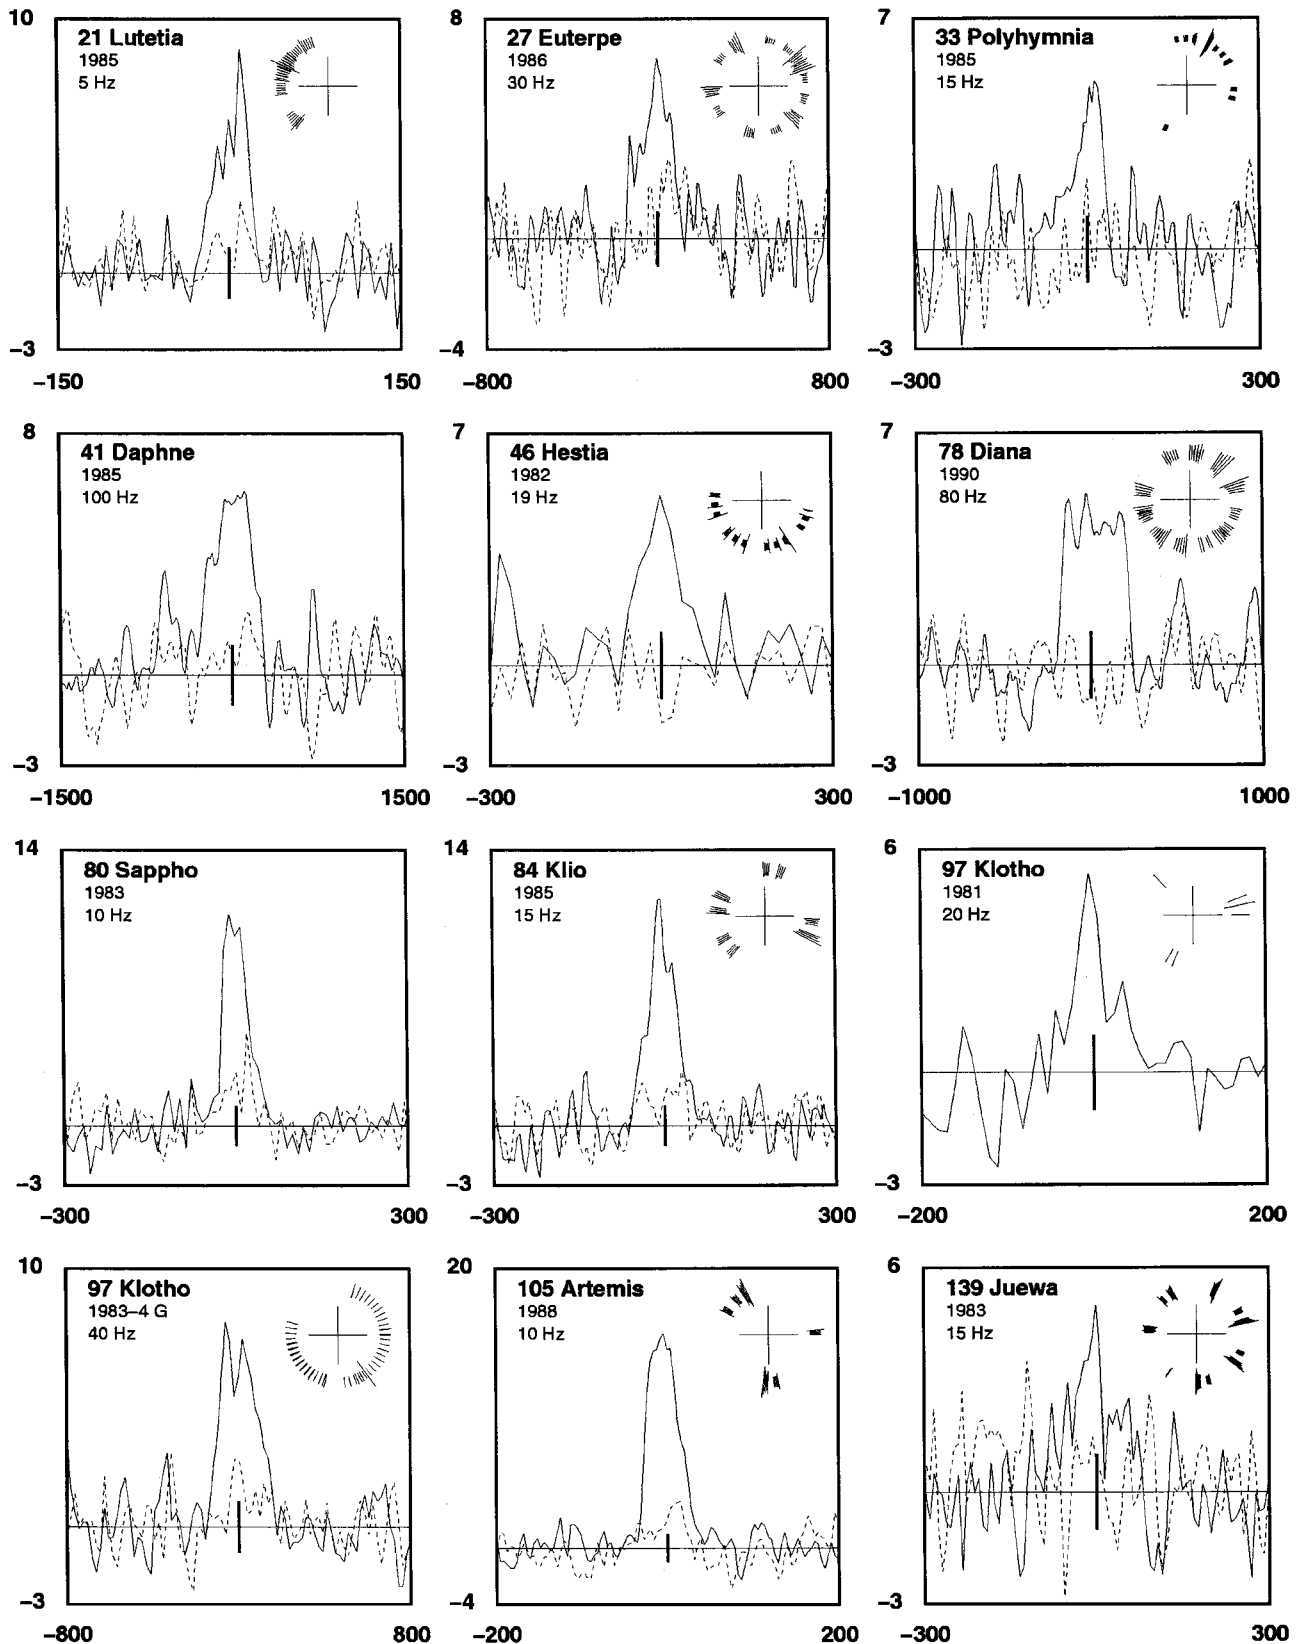 10
21 Lutetia
1985
5 Hz
−3
−150
150
8
27 Euterpe
1986
30 Hz
−4
−800
800
7
33 Polyhymnia
1985
15 Hz
−3
−300
300
8
41 Daphne
1985
100 Hz
−3
−1500
1500
7
46 Hestia
1982
19 Hz
−3
−300
300
7
78 Diana
1990
80 Hz
−3
−1000
1000
14
80 Sappho
1983
10 Hz
−3
−300
300
14
84 Klio
1985
15 Hz
−3
−300
300
6
97 Klotho
1981
20 Hz
−3
−200
200
10
97 Klotho
1983–4 G
40 Hz
−3
−800
800
20
105 Artemis
1988
10 Hz
−4
−200
200
6
139 Juewa
1983
15 Hz
−3
−300
300